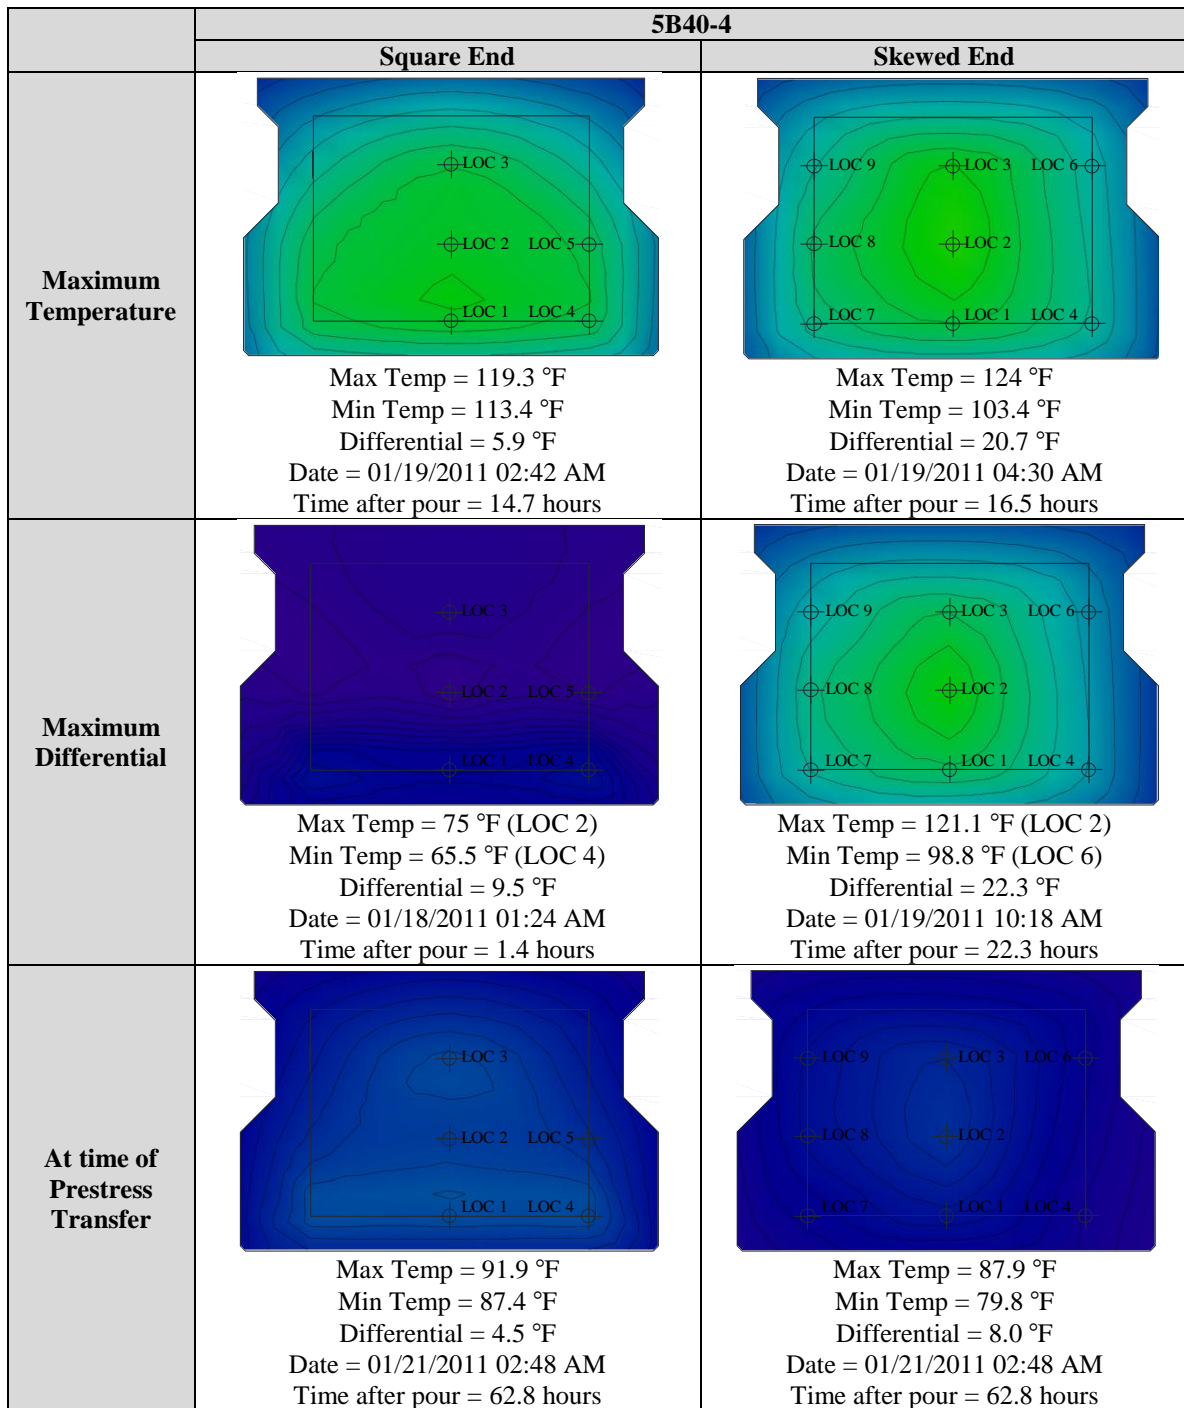 5B40-4
Square End
Skewed End
Maximum
Temperature
LOC 3
LOC 2 LOC 5
LOC 1 LOC 4
Max Temp = 119.3 °F
Min Temp = 113.4 °F
Differential = 5.9 °F
Date = 01/19/2011 02:42 AM
Time after pour = 14.7 hours
LOC 9 LOC 3 LOC 6
LOC 8 LOC 2
LOC 7 LOC 1 LOC 4
Max Temp = 124 °F
Min Temp = 103.4 °F
Differential = 20.7 °F
Date = 01/19/2011 04:30 AM
Time after pour = 16.5 hours
Maximum
Differential
LOC 3
LOC 2 LOC 5
LOC 1 LOC 4
Max Temp = 75 °F (LOC 2)
Min Temp = 65.5 °F (LOC 4)
Differential = 9.5 °F
Date = 01/18/2011 01:24 AM
Time after pour = 1.4 hours
LOC 9 LOC 3 LOC 6
LOC 8 LOC 2
LOC 7 LOC 1 LOC 4
Max Temp = 121.1 °F (LOC 2)
Min Temp = 98.8 °F (LOC 6)
Differential = 22.3 °F
Date = 01/19/2011 10:18 AM
Time after pour = 22.3 hours
At time of
Prestress
Transfer
LOC 3
LOC 2 LOC 5
LOC 1 LOC 4
Max Temp = 91.9 °F
Min Temp = 87.4 °F
Differential = 4.5 °F
Date = 01/21/2011 02:48 AM
Time after pour = 62.8 hours
LOC 9 LOC 3 LOC 6
LOC 8 LOC 2
LOC 7 LOC 1 LOC 4
Max Temp = 87.9 °F
Min Temp = 79.8 °F
Differential = 8.0 °F
Date = 01/21/2011 02:48 AM
Time after pour = 62.8 hours